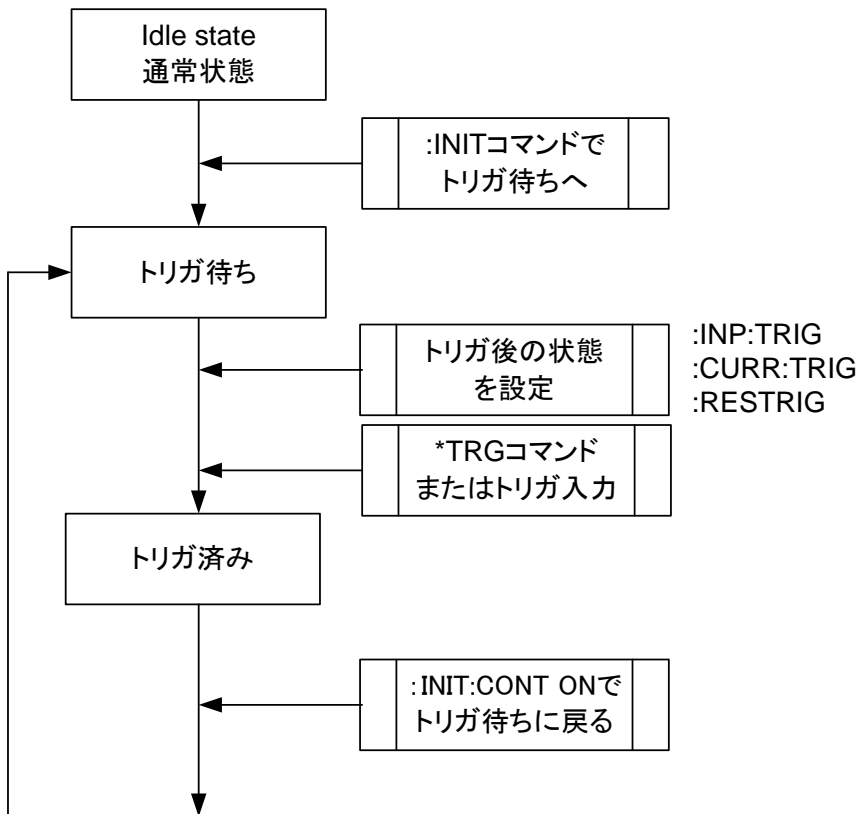 Idle state
通常状態
:INITコマンドで
トリガ待ちへ
トリガ待ち
トリガ後の状態
を設定
:INP:TRIG
:CURR:TRIG
:RESTRIG
*TRGコマンド
またはトリガ入力
トリガ済み
:INIT:CONT ONで
トリガ待ちに戻る